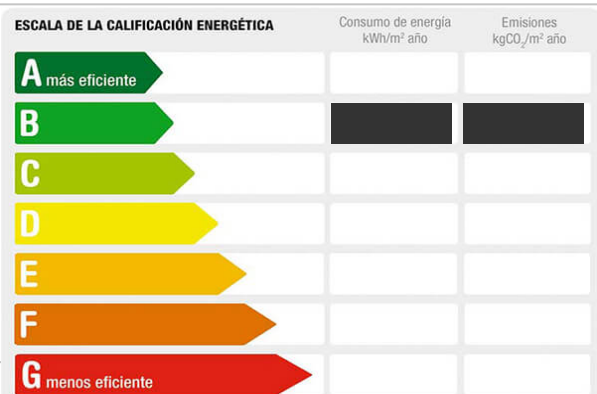 ESCALA DE LA CALIFICACIÓN ENERGÉTICA
Consumo de energía
kWh/m² año
Emisiones
kgCO₂/m² año
A más eficiente
B
C
D
E
F
G menos eficiente